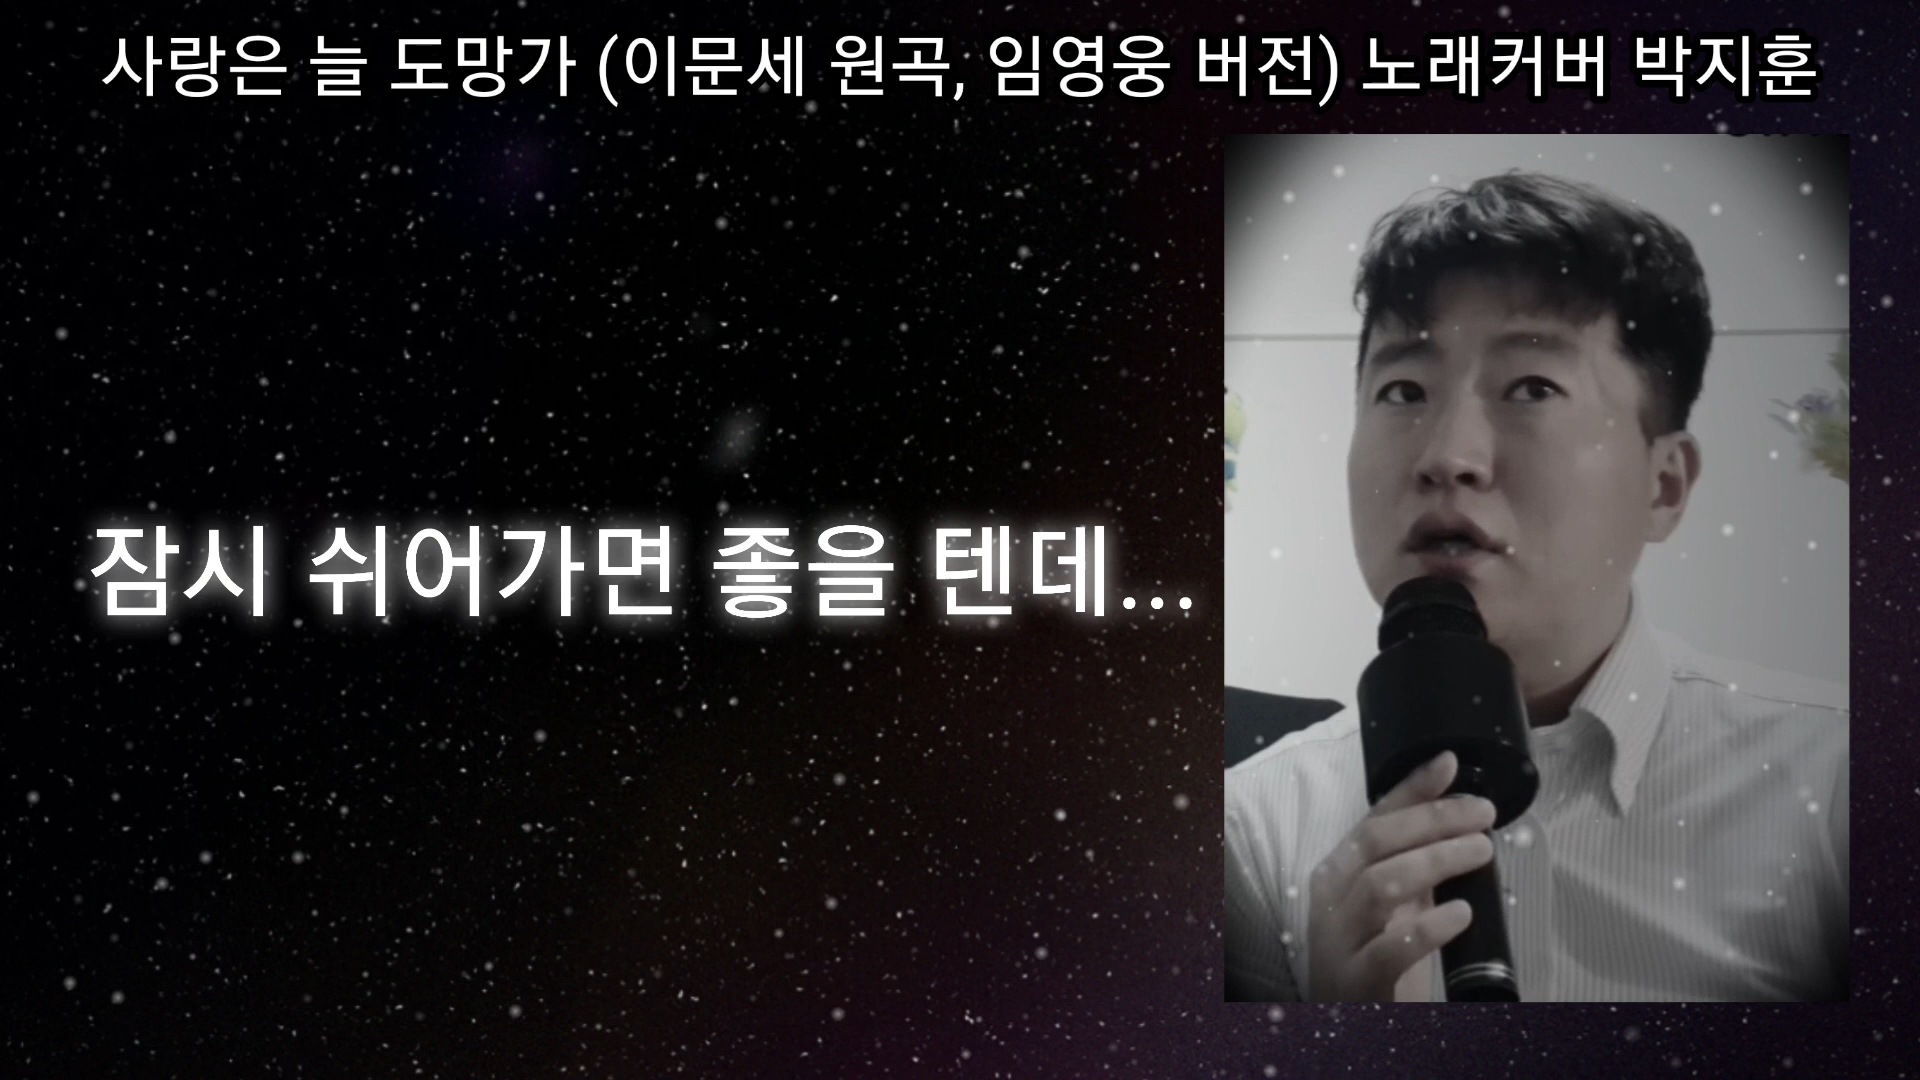 사랑은 늘 도망가 (이문세 원곡, 임영웅 버전) 노래커버 박지훈
잠시 쉬어가면 좋을 텐데...